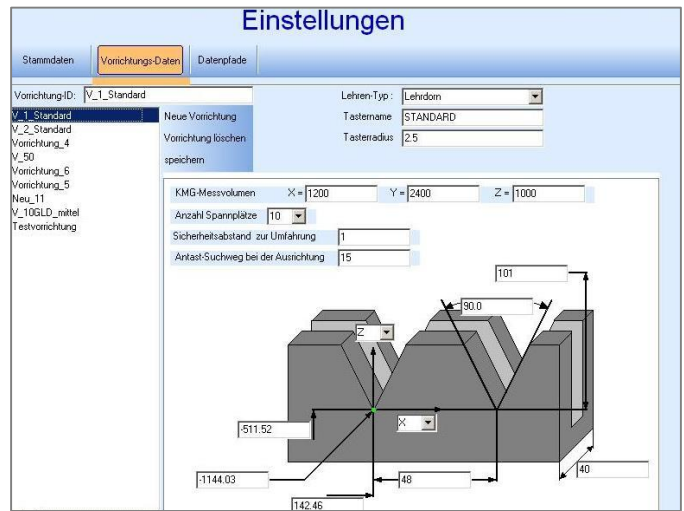 Einstellungen
Stammdaten Vorrichtungs-Daten Datenpfade
Vorrichtung-ID: V_1_Standard
V_1_Standard
V_2_Standard
Vorrichtung_4
V_50
Vorrichtung_6
Vorrichtung_5
Neu_11
V_10GLD_mittel
Testvorrichtung
Neue Vorrichtung
Vorrichtung löschen
speichern
Lehren-Typ : Lehrdorn
Tastername STANDARD
Tasterradius 2.5
KMG-Messvolumen X = 1200 Y = 2400 Z = 1000
Anzahl Spannplätze 10
Sicherheitsabstand zur Umfahrung 1
Antast-Suchweg bei der Ausrichtung 15
101
90.0
Z
X
-511.52
-1144.03
48
40
142.46